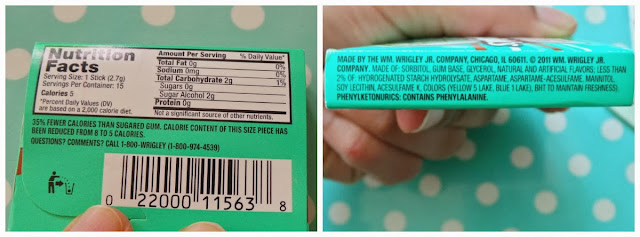 Nutrition
Facts
Serving Size: 1 Stick (2.7g)
Servings Per Container: 15
Calories 5
*Percent Daily Values (DV)
are based on a 2,000 calorie diet.
Amount Per Serving % Daily Value*
Total Fat 0g 0%
Sodium 0mg 0%
Total Carbohydrate 2g 1%
Sugars 0g
Sugar Alcohol 2g
Protein 0g
Not a significant source of other nutrients.
35% FEWER CALORIES THAN SUGARED GUM. CALORIE CONTENT OF THIS SIZE PIECE HAS
BEEN REDUCED FROM 8 TO 5 CALORIES.
QUESTIONS? COMMENTS? CALL 1-800-WRIGLEY (1-800-974-4539)
0 22000 11563 8
MADE BY THE WM. WRIGLEY JR. COMPANY, CHICAGO, IL 60611. © 2011 WM. WRIGLEY JR.
COMPANY. MADE OF: SORBITOL, GUM BASE, GLYCEROL, NATURAL AND ARTIFICIAL FLAVORS; LESS THAN
2% OF: HYDROGENATED STARCH HYDROLYSATE, ASPARTAME, ASPARTAME-ACESULFAME, MANNITOL,
SOY LECITHIN, ACESULFAME K, COLORS (YELLOW 5 LAKE, BLUE 1 LAKE), BHT TO MAINTAIN FRESHNESS).
PHENYLKETONURICS: CONTAINS PHENYLALANINE.